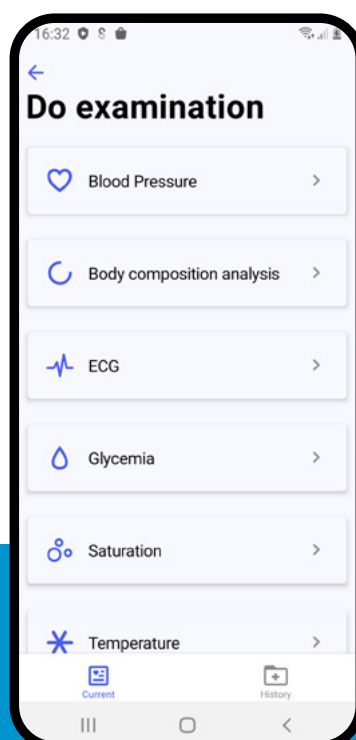 16:32
Do examination
Blood Pressure
Body composition analysis
ECG
Glycemia
Saturation
Temperature
Current
History